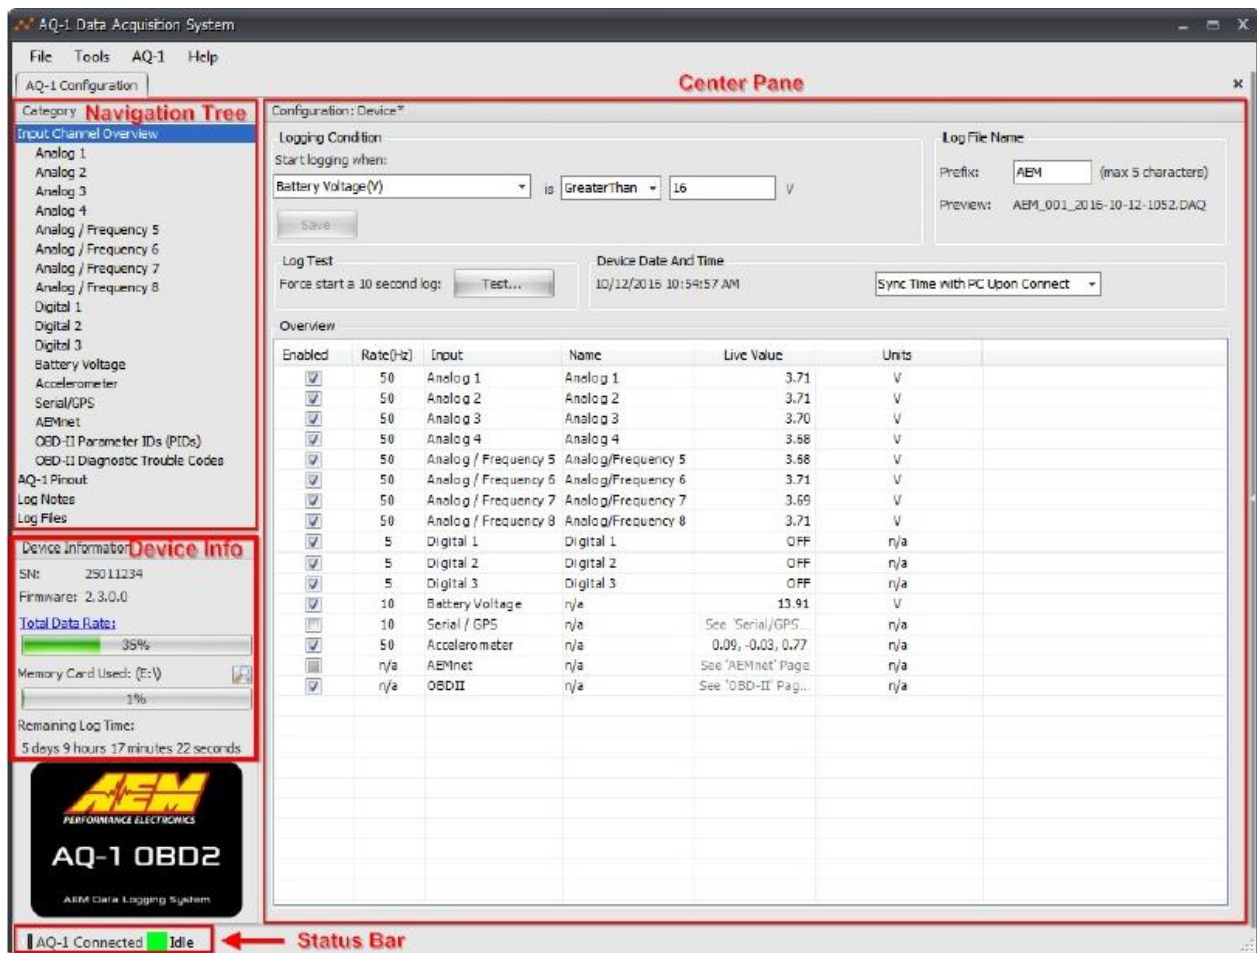 AQ-1 Data Acquisition System
File Tools AQ-1 Help
AQ-1 Configuration
Center Pane
Category Navigation Tree
Input Channel Overview
Analog 1
Analog 2
Analog 3
Analog 4
Analog / Frequency 5
Analog / Frequency 6
Analog / Frequency 7
Analog / Frequency 8
Digital 1
Digital 2
Digital 3
Battery Voltage
Accelerometer
Serial/GPS
AEMnet
OBD-II Parameter IDs (PIDs)
OBD-II Diagnostic Trouble Codes
AQ-1 Pinout
Log Notes
Log Files
Device Information Device Info
SN: 25011234
Firmware: 2.3.0.0
Total Data Rate:
35%
Memory Card Used: (E:\)
1%
Remaining Log Time:
5 days 9 hours 17 minutes 22 seconds
AEM
PERFORMANCE ELECTRONICS
AQ-1 OBD2
AEM Data Logging System
Configuration: Device*
Logging Condition
Start logging when:
Battery Voltage(V) is GreaterThan 16 V
Save
Log File Name
Prefix: AEM (max 5 characters)
Preview: AEM_001_2016-10-12-1052.DAQ
Log Test
Force start a 10 second log: Test...
Device Date And Time
10/12/2016 10:54:57 AM Sync Time with PC Upon Connect
Overview
Enabled Rate(Hz) Input Name Live Value Units
50 Analog 1 Analog 1 3.71 V
50 Analog 2 Analog 2 3.71 V
50 Analog 3 Analog 3 3.70 V
50 Analog 4 Analog 4 3.68 V
50 Analog / Frequency 5 Analog/Frequency 5 3.68 V
50 Analog / Frequency 6 Analog/Frequency 6 3.71 V
50 Analog / Frequency 7 Analog/Frequency 7 3.69 V
50 Analog / Frequency 8 Analog/Frequency 8 3.71 V
5 Digital 1 Digital 1 OFF n/a
5 Digital 2 Digital 2 OFF n/a
5 Digital 3 Digital 3 OFF n/a
10 Battery Voltage n/a 13.91 V
10 Serial / GPS n/a See 'Serial/GPS... n/a
50 Accelerometer n/a 0.09, -0.03, 0.77 n/a
n/a AEMnet n/a See 'AEMnet' Page n/a
n/a OBDII n/a See 'OBD-II' Pag... n/a
AQ-1 Connected Idle Status Bar